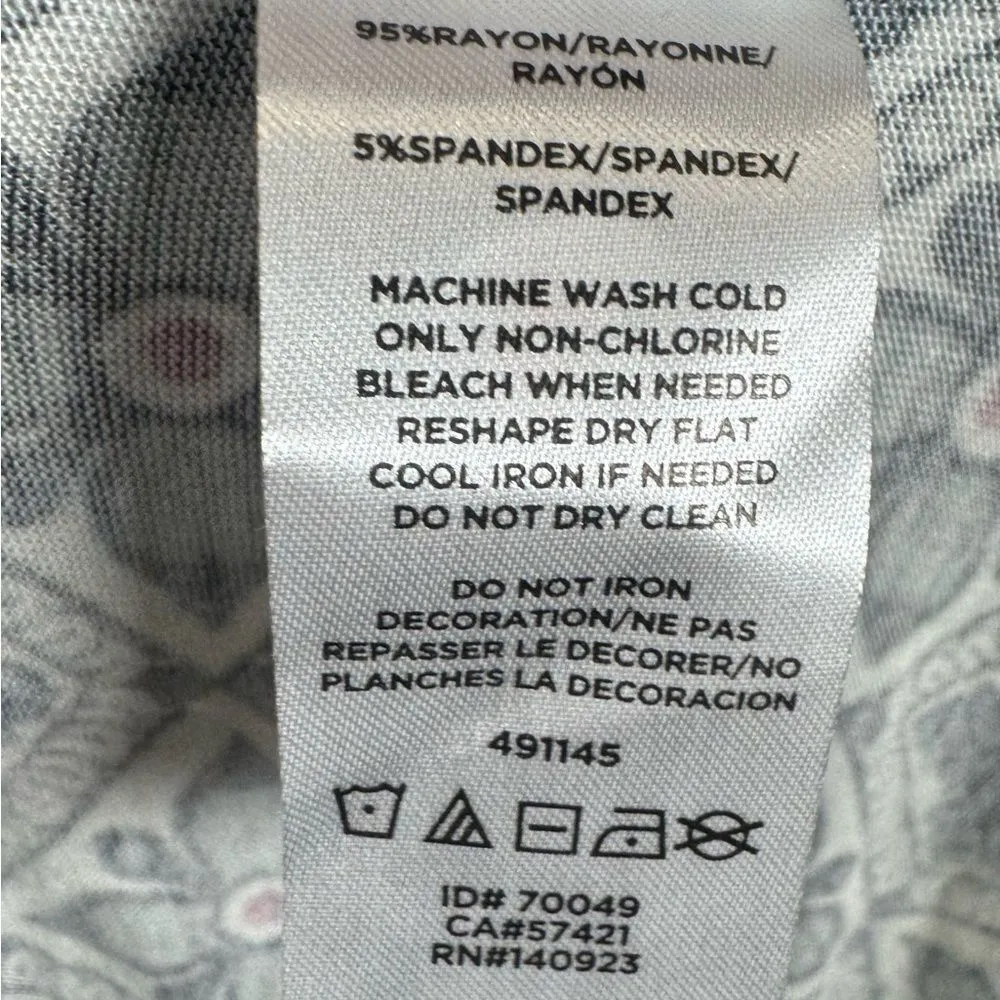 95%RAYON/RAYONNE/
RAYÓN
5%SPANDEX/SPANDEX/
SPANDEX
MACHINE WASH COLD
ONLY NON-CHLORINE
BLEACH WHEN NEEDED
RESHAPE DRY FLAT
COOL IRON IF NEEDED
DO NOT DRY CLEAN
DO NOT IRON
DECORATION/NE PAS
REPASSER LE DECORER/NO
PLANCHES LA DECORACION
491145
ID# 70049
CA#57421
RN#140923